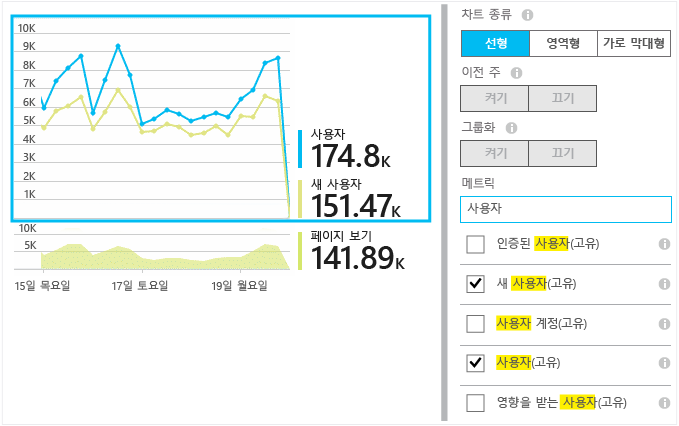 10K
9K
8K
7K
6K
5K
4K
3K
2K
1K
사용자
174.8K
새 사용자
151.47K
10K
5K
페이지 보기
141.89K
15일 목요일
17일 토요일
19일 월요일
차트 종류
선형 영역형 가로 막대형
이전 주
켜기 끄기
그룹화
켜기 끄기
메트릭
사용자
인증된 사용자(고유)
새 사용자(고유)
사용자 계정(고유)
사용자(고유)
영향을 받는 사용자(고유)